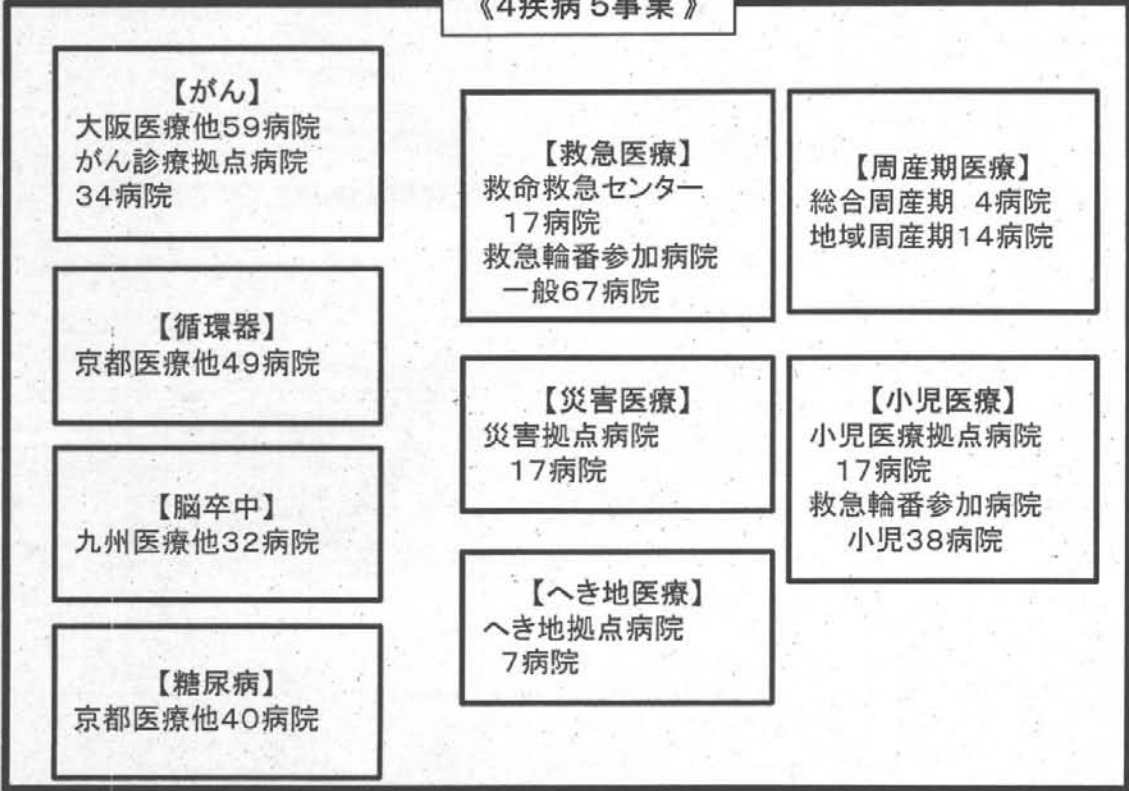 《4疾病5事業》
【がん】
大阪医療他59病院
がん診療拠点病院
34病院
【循環器】
京都医療他49病院
【脳卒中】
九州医療他32病院
【糖尿病】
京都医療他40病院
【救急医療】
救命救急センター
17病院
救急輪番参加病院
一般67病院
【災害医療】
災害拠点病院
17病院
【へき地医療】
へき地拠点病院
7病院
【周産期医療】
総合周産期 4病院
地域周産期14病院
【小児医療】
小児医療拠点病院
17病院
救急輪番参加病院
小児38病院